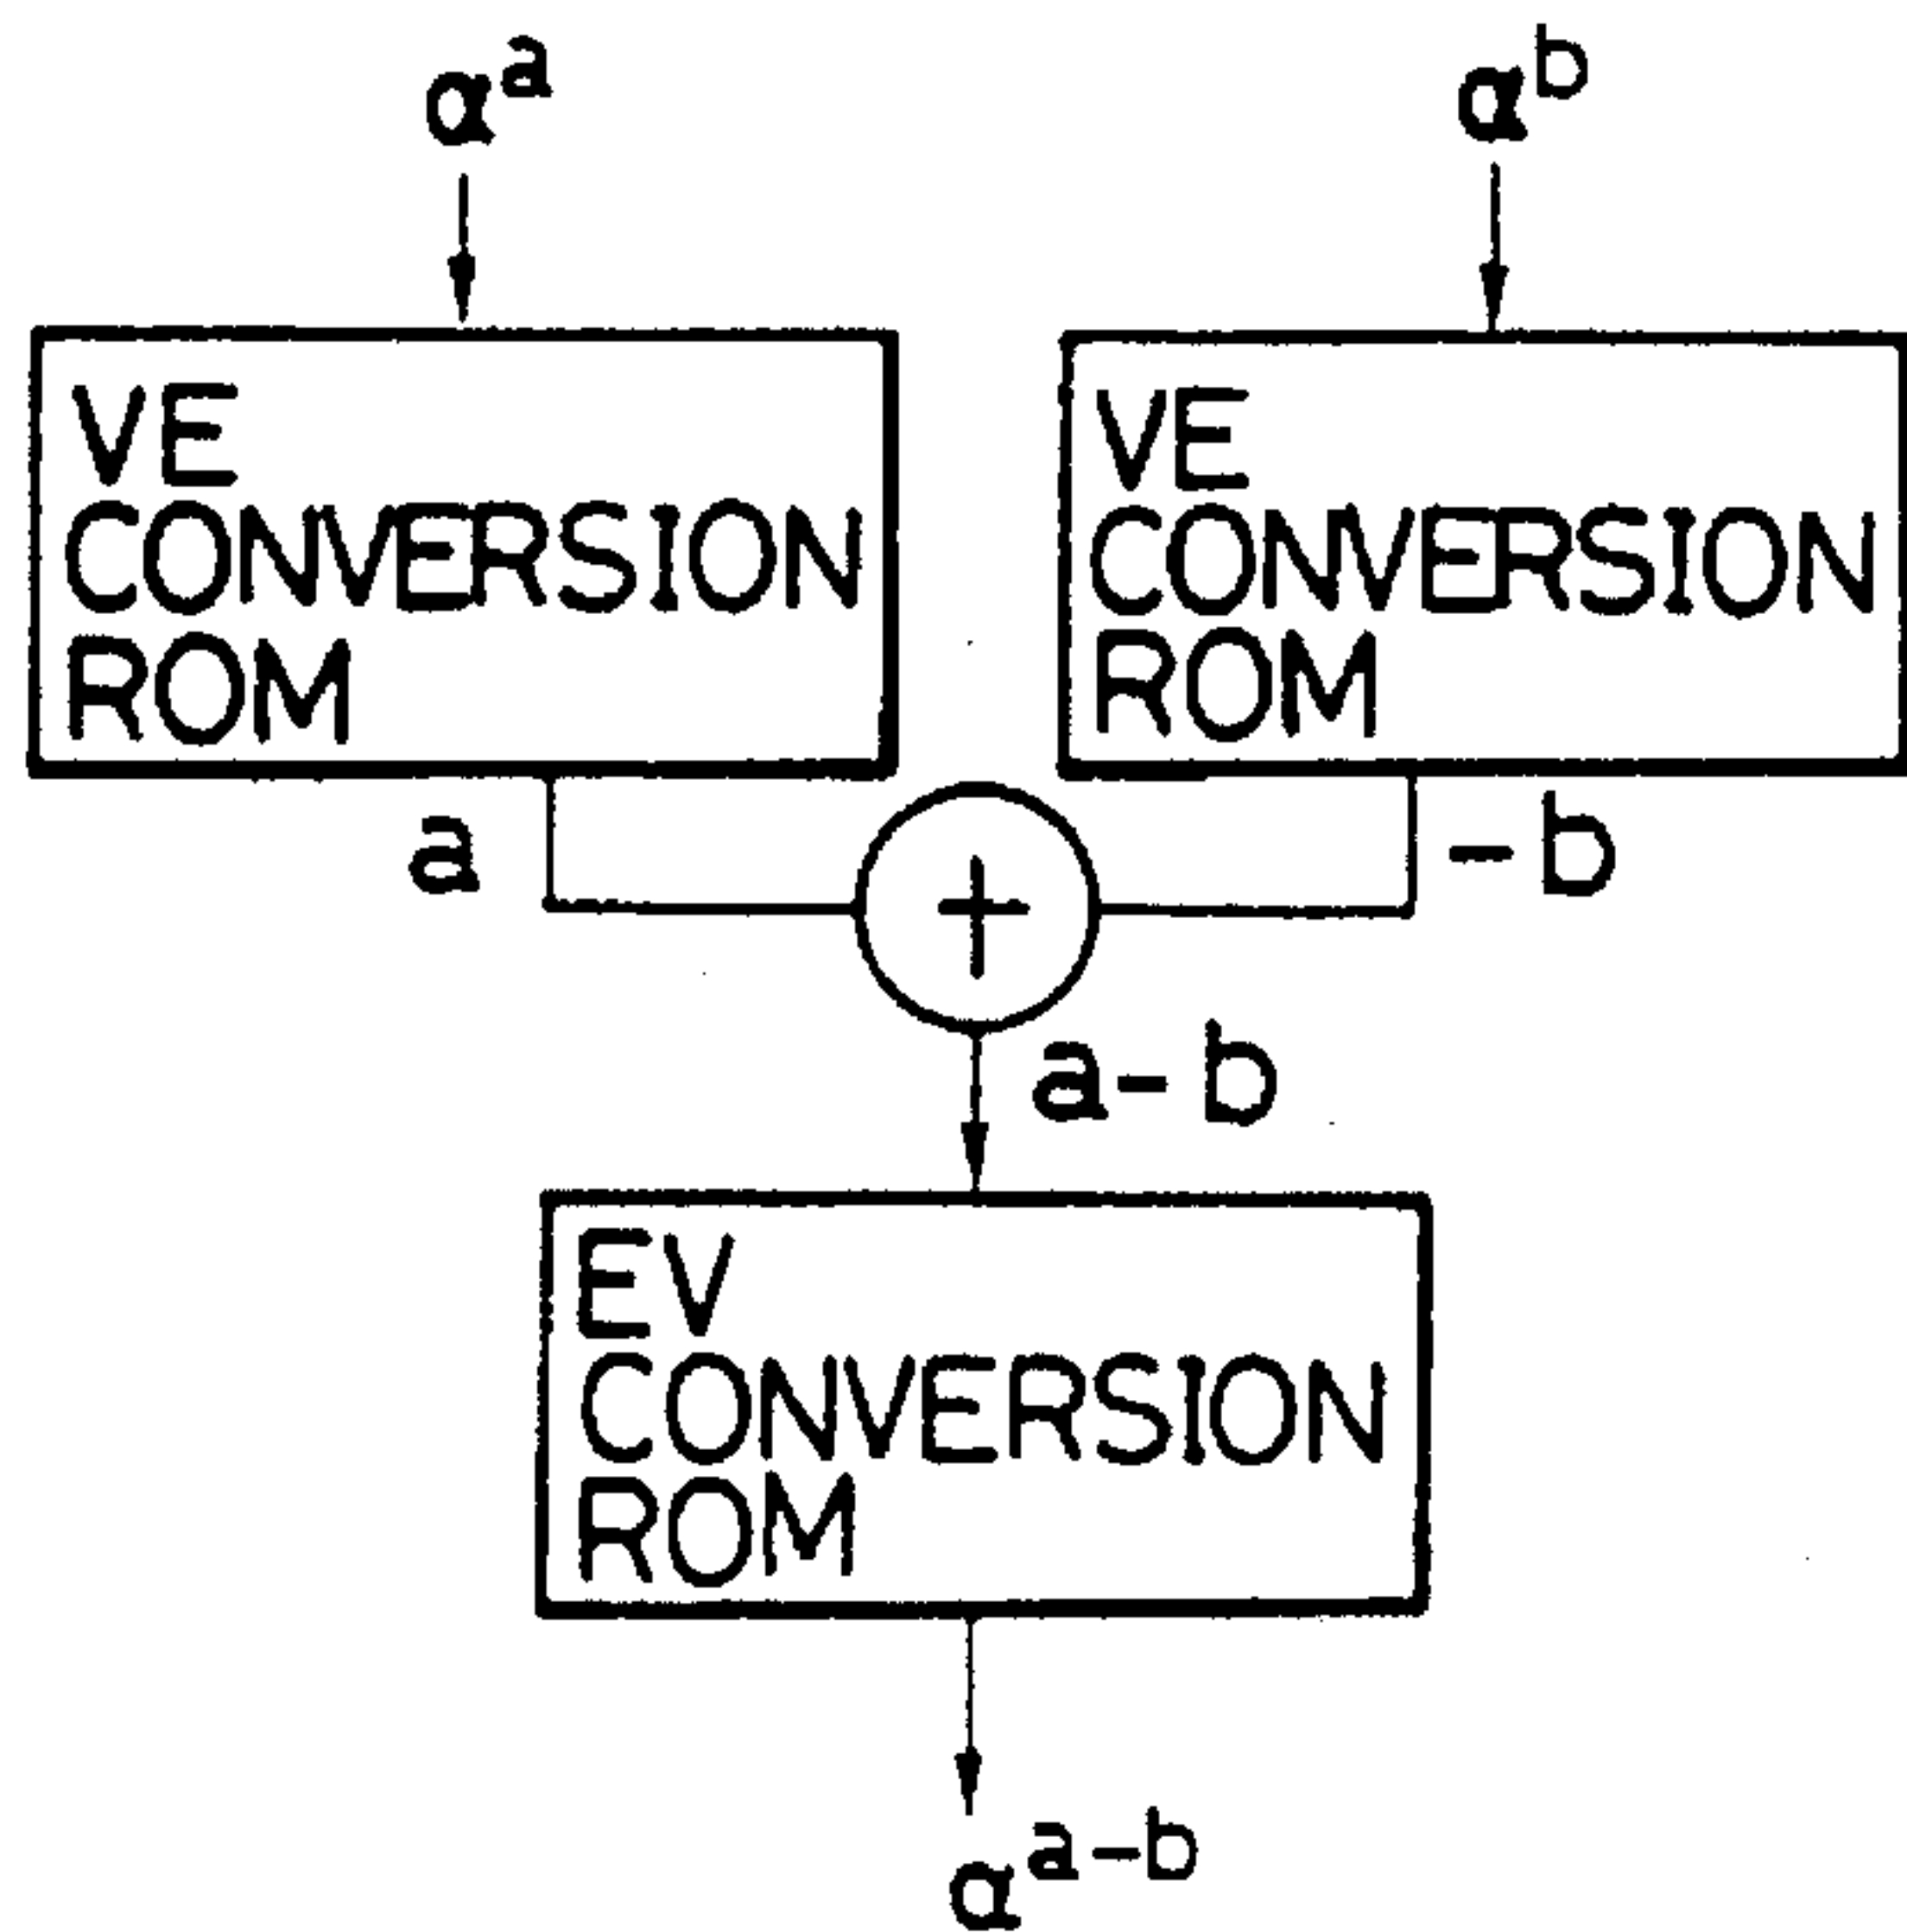 α^a
α^b
VE
CONVERSION
ROM
VE
CONVERSION
ROM
a
+
-b
a-b
EV
CONVERSION
ROM
α^a-b